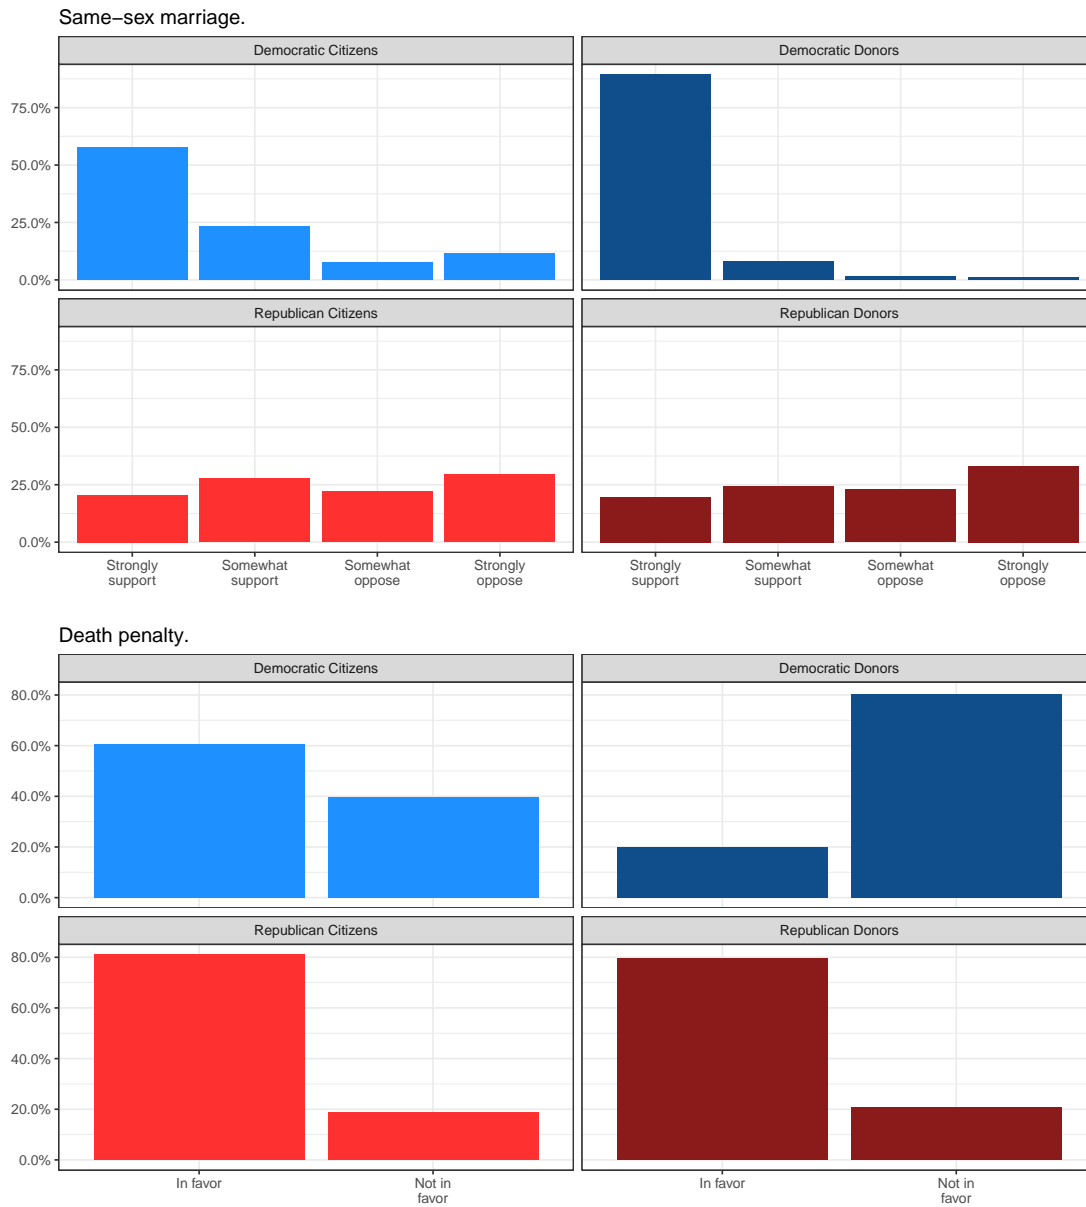 Same−sex marriage.
Democratic Citizens
Democratic Donors
75.0%
50.0%
25.0%
0.0%
Republican Citizens
Republican Donors
75.0%
50.0%
25.0%
0.0%
Strongly support
Somewhat support
Somewhat oppose
Strongly oppose
Strongly support
Somewhat support
Somewhat oppose
Strongly oppose
Death penalty.
Democratic Citizens
Democratic Donors
80.0%
60.0%
40.0%
20.0%
0.0%
Republican Citizens
Republican Donors
80.0%
60.0%
40.0%
20.0%
0.0%
In favor
Not in favor
In favor
Not in favor